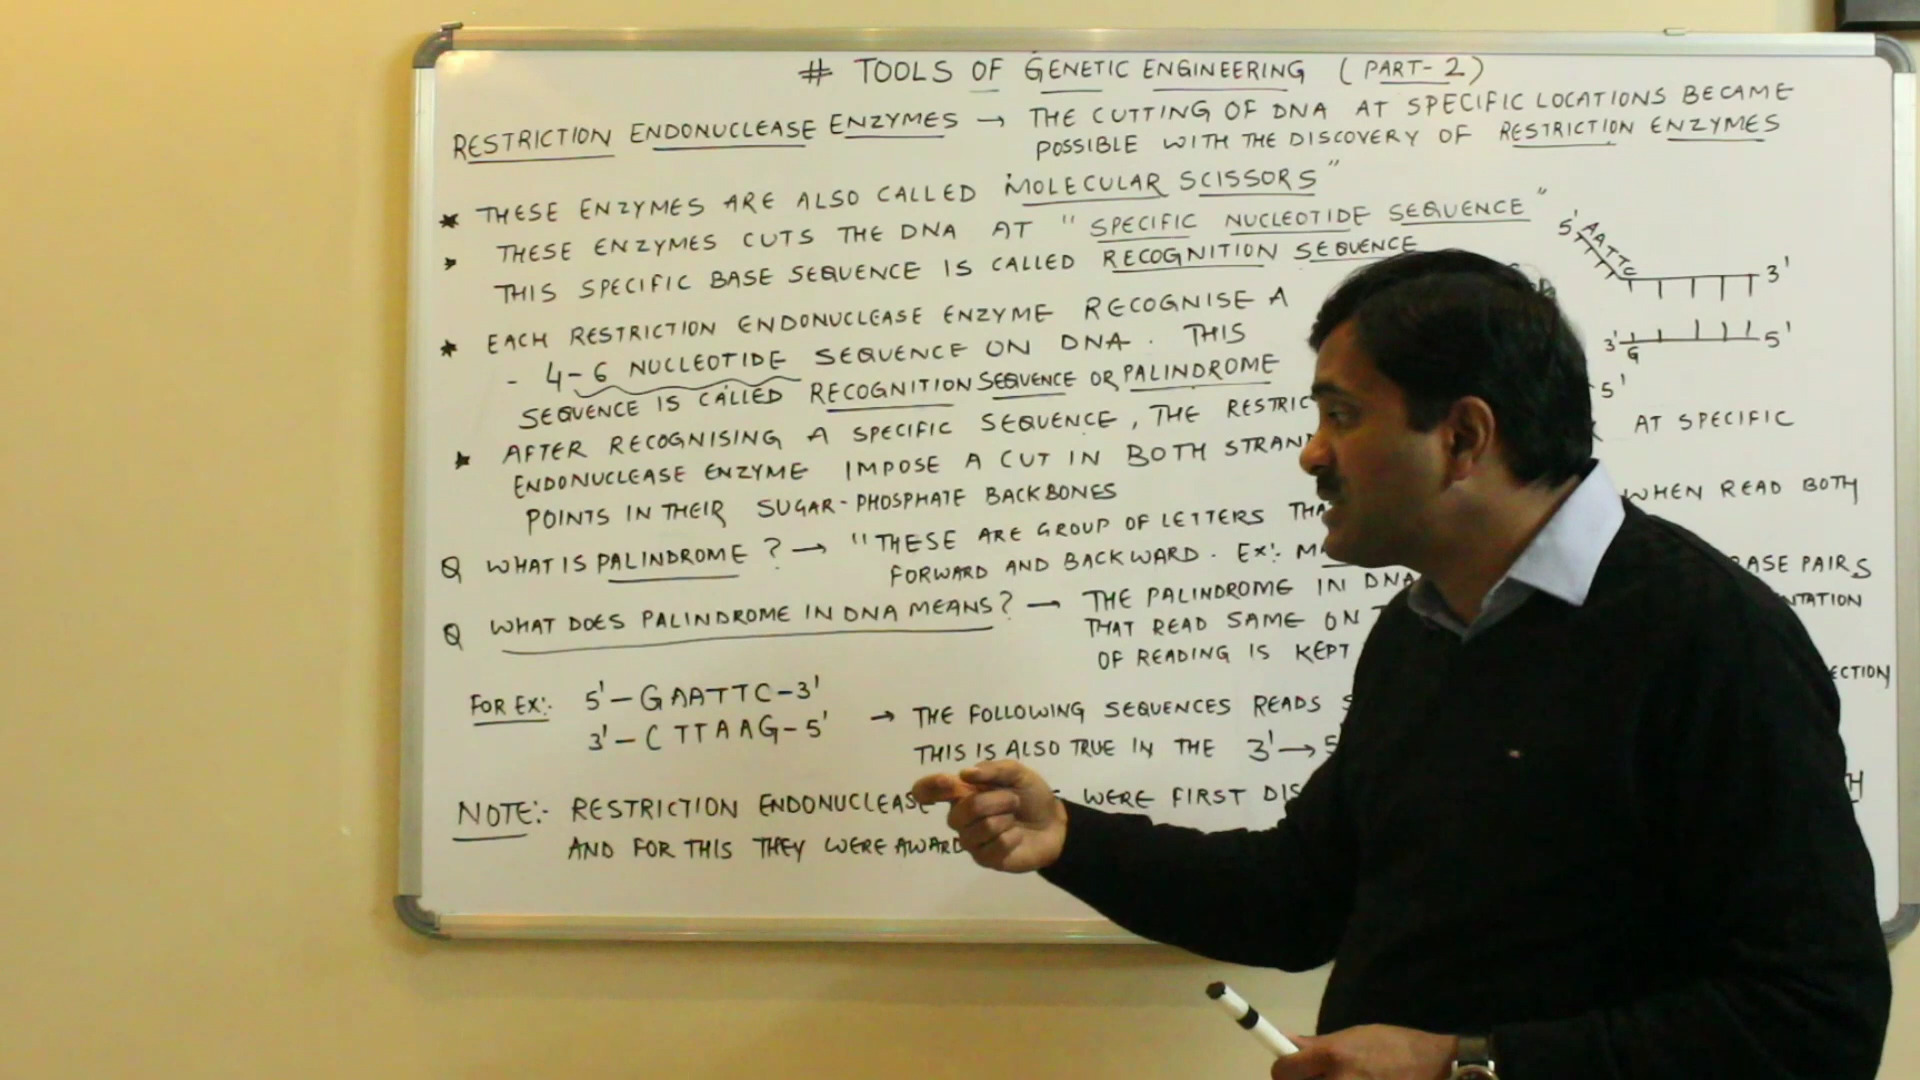 # TOOLS OF GENETIC ENGINEERING (PART-2)
RESTRICTION ENDONUCLEASE ENZYMES → THE CUTTING OF DNA AT SPECIFIC LOCATIONS BECAME
POSSIBLE WITH THE DISCOVERY OF RESTRICTION ENZYMES
★ THESE ENZYMES ARE ALSO CALLED MOLECULAR SCISSORS"
★ THESE ENZYMES CUTS THE DNA AT "SPECIFIC NUCLEOTIDE SEQUENCE"
THIS SPECIFIC BASE SEQUENCE IS CALLED RECOGNITION SEQUENCE
★ EACH RESTRICTION ENDONUCLEASE ENZYME RECOGNISE A
- 4-6 NUCLEOTIDE SEQUENCE ON DNA. THIS
SEQUENCE IS CALLED RECOGNITION SEQUENCE OR PALINDROME
5' AATTC 3'
3' G 5'
5'
★ AFTER RECOGNISING A SPECIFIC SEQUENCE, THE RESTRIC
ENDONUCLEASE ENZYME IMPOSE A CUT IN BOTH STRAND AT SPECIFIC
POINTS IN THEIR SUGAR-PHOSPHATE BACKBONES
Q WHAT IS PALINDROME? → "THESE ARE GROUP OF LETTERS THA WHEN READ BOTH
FORWARD AND BACKWARD. EX:
Q WHAT DOES PALINDROME IN DNA MEANS? → THE PALINDROME IN DNA BASE PAIRS
THAT READ SAME ON NTATION
OF READING IS KEPT
FOR EX:- 5'-GAATTC-3'
3'-CTTAAG-5'
→ THE FOLLOWING SEQUENCES READS S ECTION
THIS IS ALSO TRUE IN THE 3'→5'
NOTE:- RESTRICTION ENDONUCLEASE WERE FIRST DIS H
AND FOR THIS THEY WERE AWARD